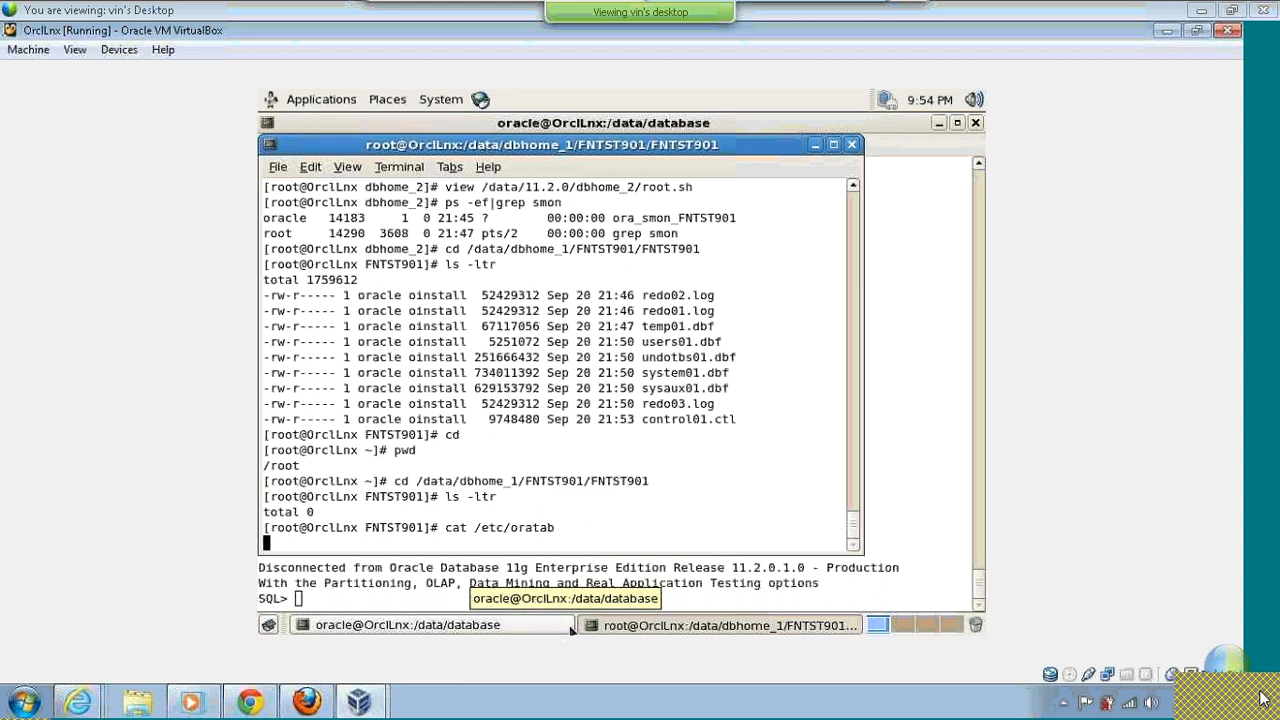 You are viewing: vin's Desktop
Viewing vin's desktop
OrclLnx [Running] - Oracle VM VirtualBox
Machine View Devices Help
Applications Places System 9:54 PM
oracle@OrclLnx:/data/database
root@OrclLnx:/data/dbhome_1/FNTST901/FNTST901
File Edit View Terminal Tabs Help
[root@OrclLnx dbhome_2]# view /data/11.2.0/dbhome_2/root.sh
[root@OrclLnx dbhome_2]# ps -ef|grep smon
oracle 14183 1 0 21:45 ? 00:00:00 ora_smon_FNTST901
root 14290 3608 0 21:47 pts/2 00:00:00 grep smon
[root@OrclLnx dbhome_2]# cd /data/dbhome_1/FNTST901/FNTST901
[root@OrclLnx FNTST901]# ls -ltr
total 1759612
-rw-r----- 1 oracle oinstall 52429312 Sep 20 21:46 redo02.log
-rw-r----- 1 oracle oinstall 52429312 Sep 20 21:46 redo01.log
-rw-r----- 1 oracle oinstall 67117056 Sep 20 21:47 temp01.dbf
-rw-r----- 1 oracle oinstall 5251072 Sep 20 21:50 users01.dbf
-rw-r----- 1 oracle oinstall 251666432 Sep 20 21:50 undotbs01.dbf
-rw-r----- 1 oracle oinstall 734011392 Sep 20 21:50 system01.dbf
-rw-r----- 1 oracle oinstall 629153792 Sep 20 21:50 sysaux01.dbf
-rw-r----- 1 oracle oinstall 52429312 Sep 20 21:50 redo03.log
-rw-r----- 1 oracle oinstall 9748480 Sep 20 21:53 control01.ctl
[root@OrclLnx FNTST901]# cd
[root@OrclLnx ~]# pwd
/root
[root@OrclLnx ~]# cd /data/dbhome_1/FNTST901/FNTST901
[root@OrclLnx FNTST901]# ls -ltr
total 0
[root@OrclLnx FNTST901]# cat /etc/oratab
Disconnected from Oracle Database 11g Enterprise Edition Release 11.2.0.1.0 - Production
With the Partitioning, OLAP, Data Mining and Real Application Testing options
SQL>
oracle@OrclLnx:/data/database
oracle@OrclLnx:/data/database
root@OrclLnx:/data/dbhome_1/FNTST901...